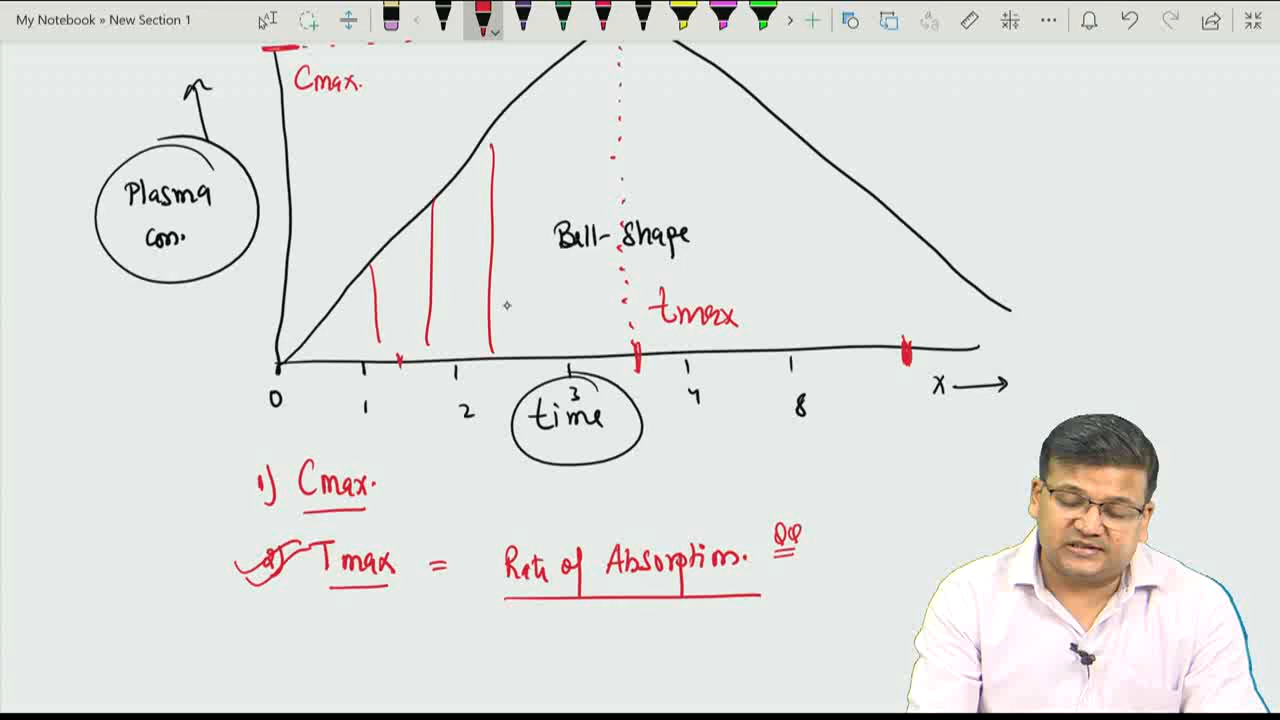 My Notebook » New Section 1
Cmax.
Plasma
con.
Bell-Shape
tmax
0 1 2 3 4 8 x
time
1) Cmax.
2) Tmax = Rate of Absorption.